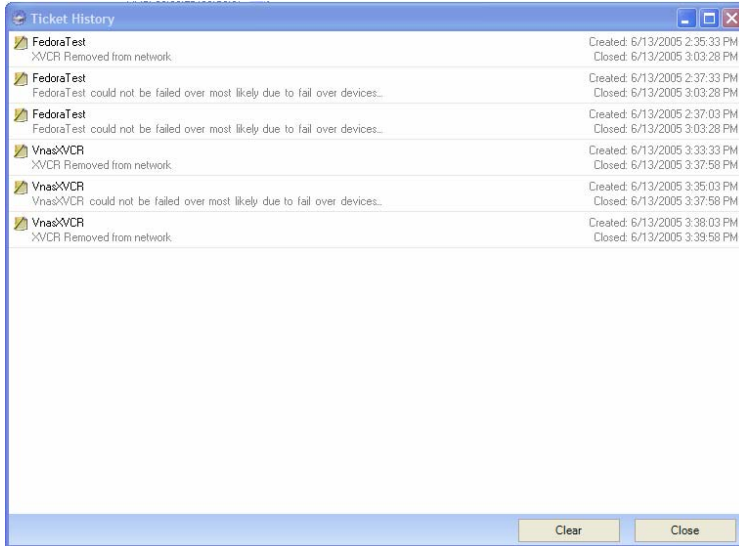 Ticket History
FedoraTest Created: 6/13/2005 2:35:33 PM
XVCR Removed from network Closed: 6/13/2005 3:03:28 PM
FedoraTest Created: 6/13/2005 2:37:33 PM
FedoraTest could not be failed over most likely due to fail over devices... Closed: 6/13/2005 3:03:28 PM
FedoraTest Created: 6/13/2005 2:37:03 PM
FedoraTest could not be failed over most likely due to fail over devices... Closed: 6/13/2005 3:03:28 PM
VnasXVCR Created: 6/13/2005 3:33:33 PM
XVCR Removed from network Closed: 6/13/2005 3:37:58 PM
VnasXVCR Created: 6/13/2005 3:35:03 PM
VnasXVCR could not be failed over most likely due to fail over devices... Closed: 6/13/2005 3:37:58 PM
VnasXVCR Created: 6/13/2005 3:38:03 PM
XVCR Removed from network Closed: 6/13/2005 3:39:58 PM
Clear Close